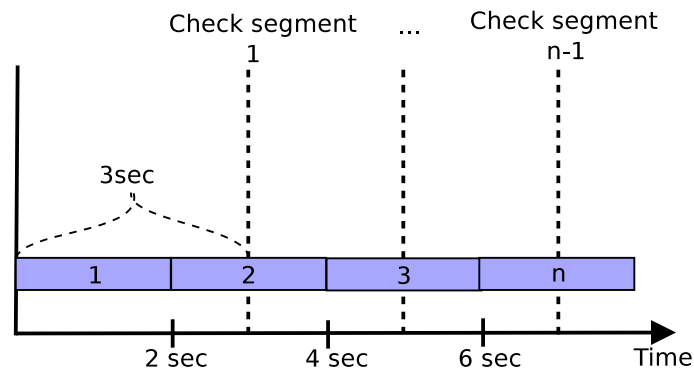 Check segment
1
...
Check segment
n-1
3sec
1 2 3 n
2 sec 4 sec 6 sec Time